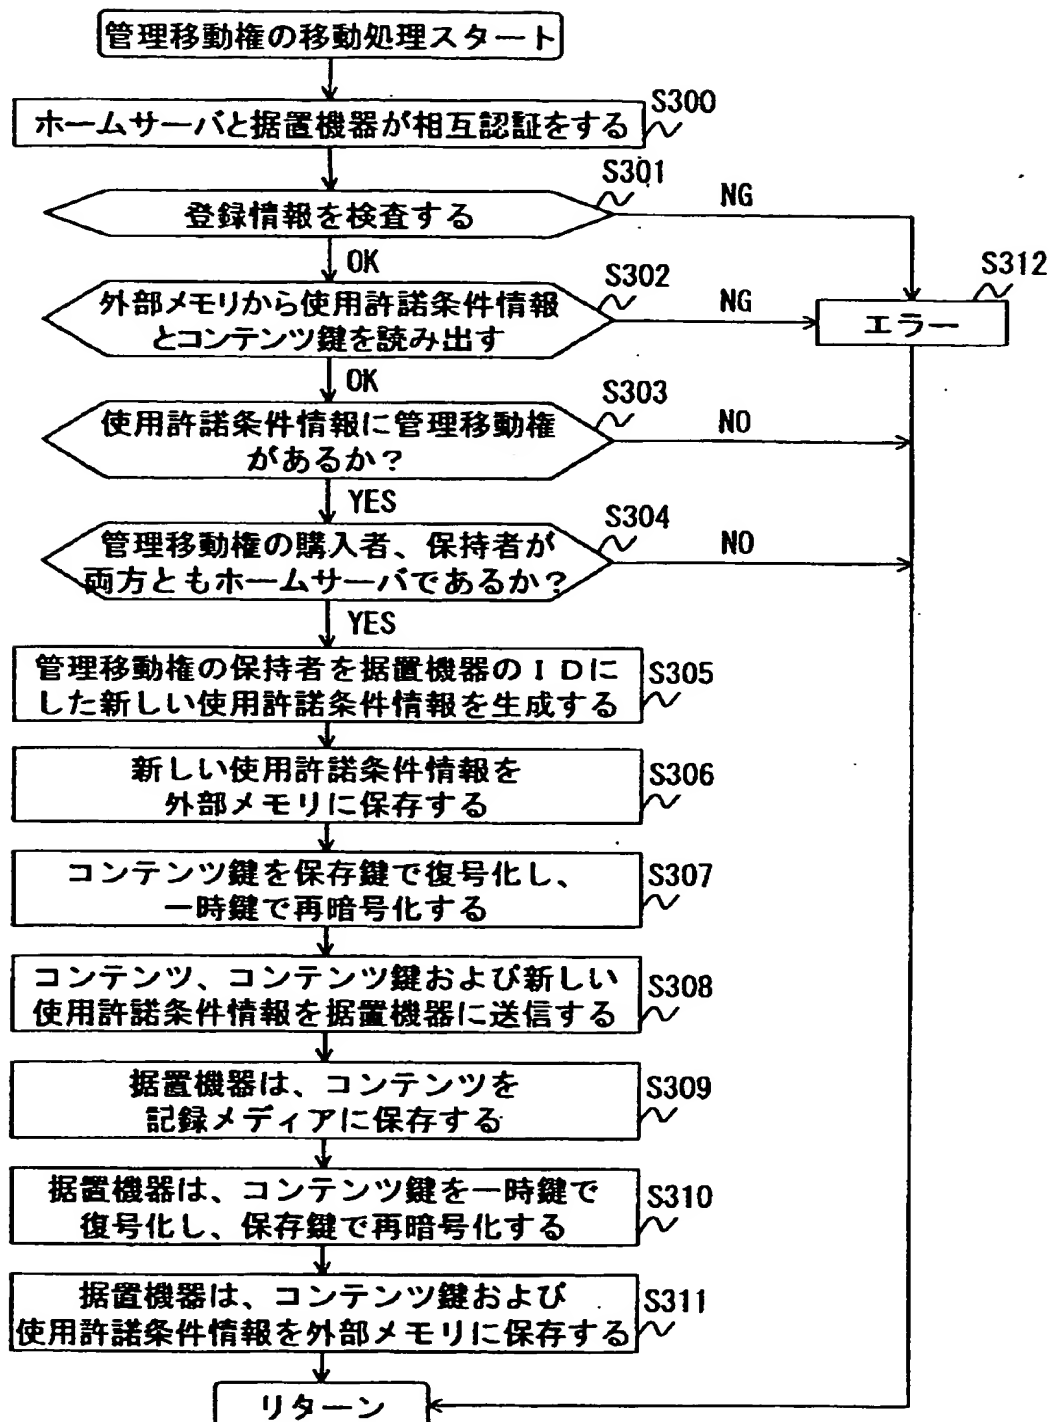 管理移動権の移動処理スタート
ホームサーバと据置機器が相互認証をする
S300
登録情報を検査する
S301
NG
OK
外部メモリから使用許諾条件情報
とコンテンツ鍵を読み出す
S302
NG
S312
エラー
OK
使用許諾条件情報に管理移動権
があるか?
S303
NO
YES
管理移動権の購入者、保持者が
両方ともホームサーバであるか?
S304
NO
YES
管理移動権の保持者を据置機器のIDに
した新しい使用許諾条件情報を生成する
S305
新しい使用許諾条件情報を
外部メモリに保存する
S306
コンテンツ鍵を保存鍵で復号化し、
一時鍵で再暗号化する
S307
コンテンツ、コンテンツ鍵および新しい
使用許諾条件情報を据置機器に送信する
S308
据置機器は、コンテンツを
記録メディアに保存する
S309
据置機器は、コンテンツ鍵を一時鍵で
復号化し、保存鍵で再暗号化する
S310
据置機器は、コンテンツ鍵および
使用許諾条件情報を外部メモリに保存する
S311
リターン